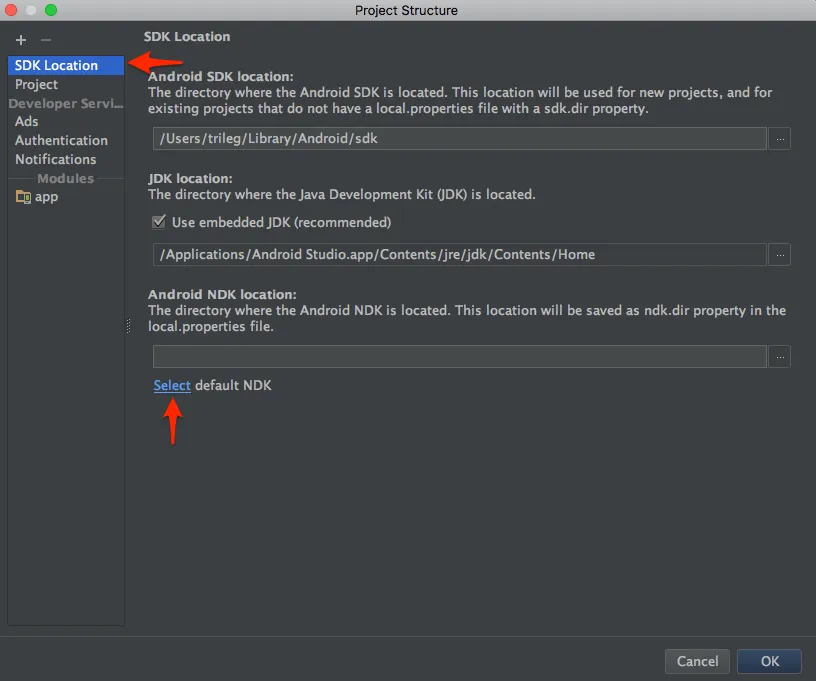 Project Structure
SDK Location
SDK Location
Project
Developer Servi...
Ads
Authentication
Notifications
Modules
app
Android SDK location:
The directory where the Android SDK is located. This location will be used for new projects, and for
existing projects that do not have a local.properties file with a sdk.dir property.
/Users/trileg/Library/Android/sdk
...
JDK location:
The directory where the Java Development Kit (JDK) is located.
Use embedded JDK (recommended)
/Applications/Android Studio.app/Contents/jre/jdk/Contents/Home
...
Android NDK location:
The directory where the Android NDK is located. This location will be saved as ndk.dir property in the
local.properties file.
...
Select default NDK
Cancel
OK